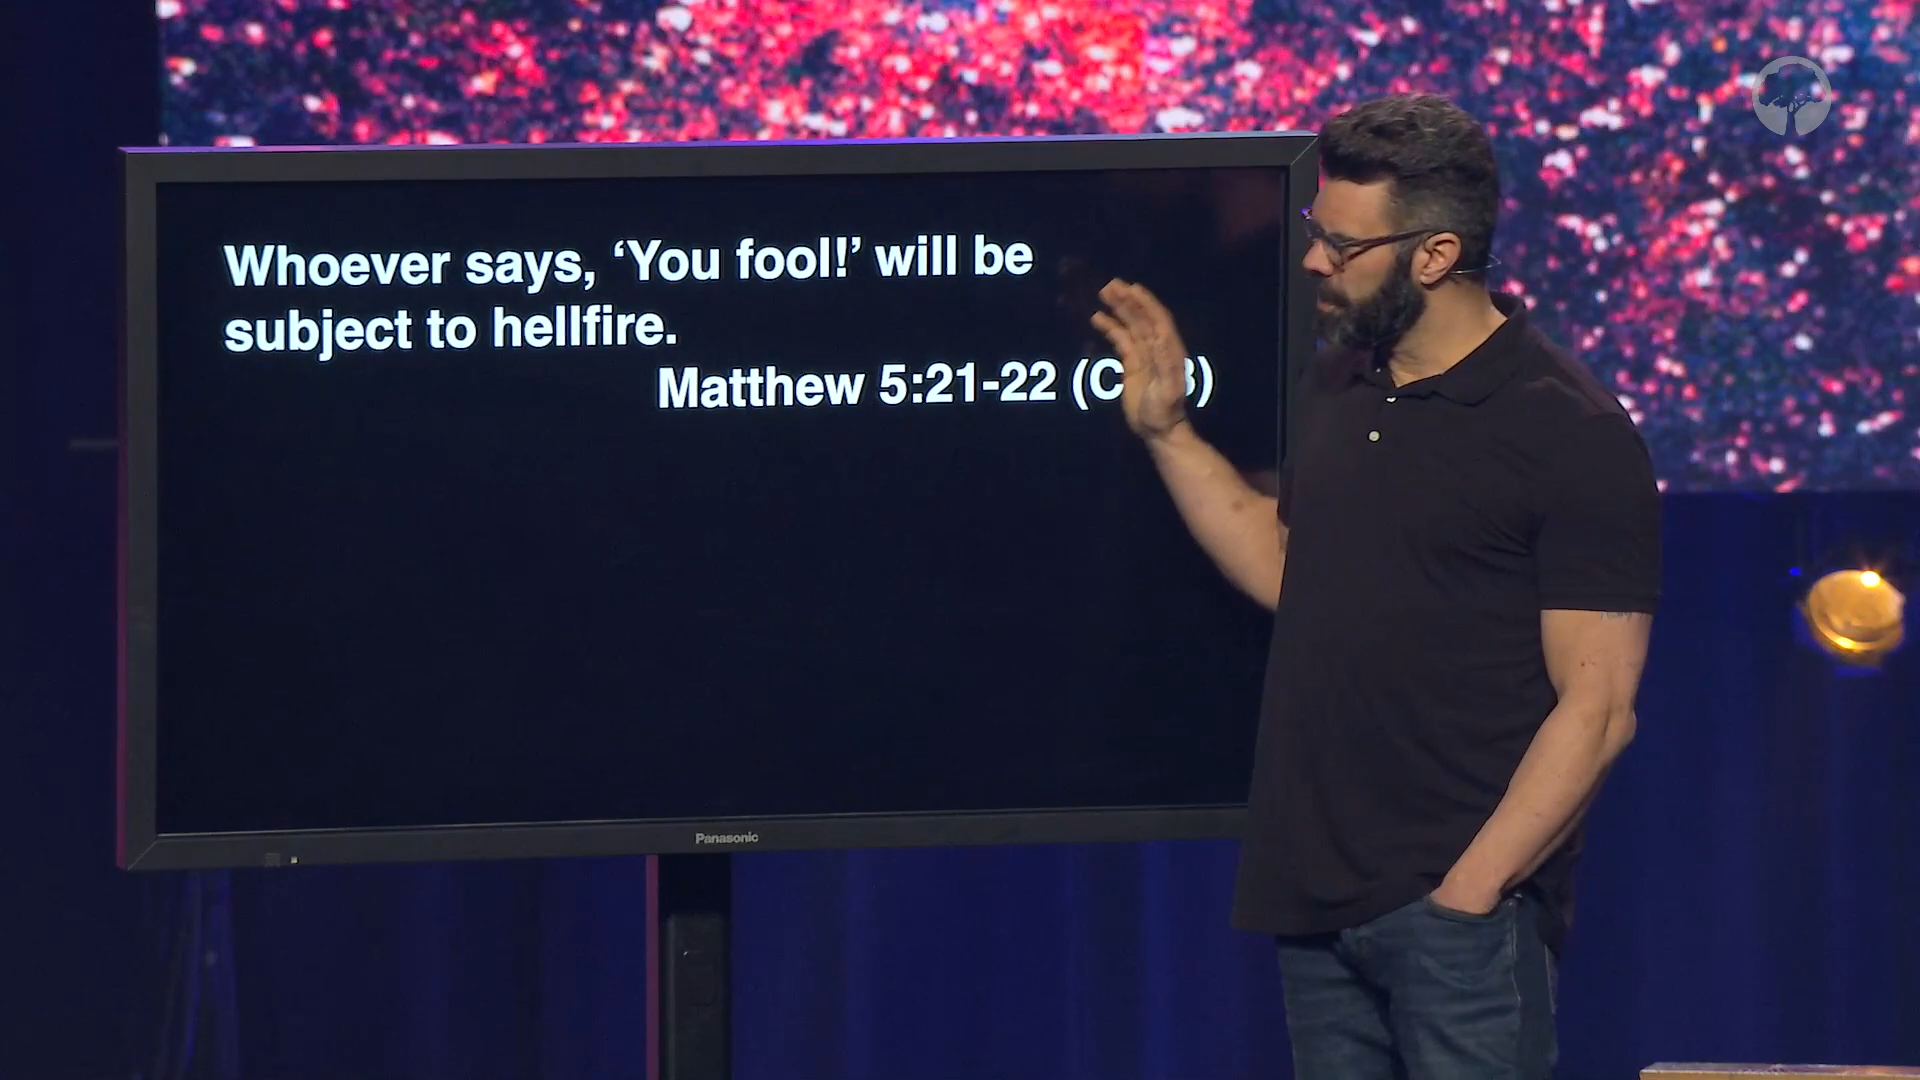 Whoever says, ‘You fool!’ will be
subject to hellfire.
Matthew 5:21-22
Panasonic